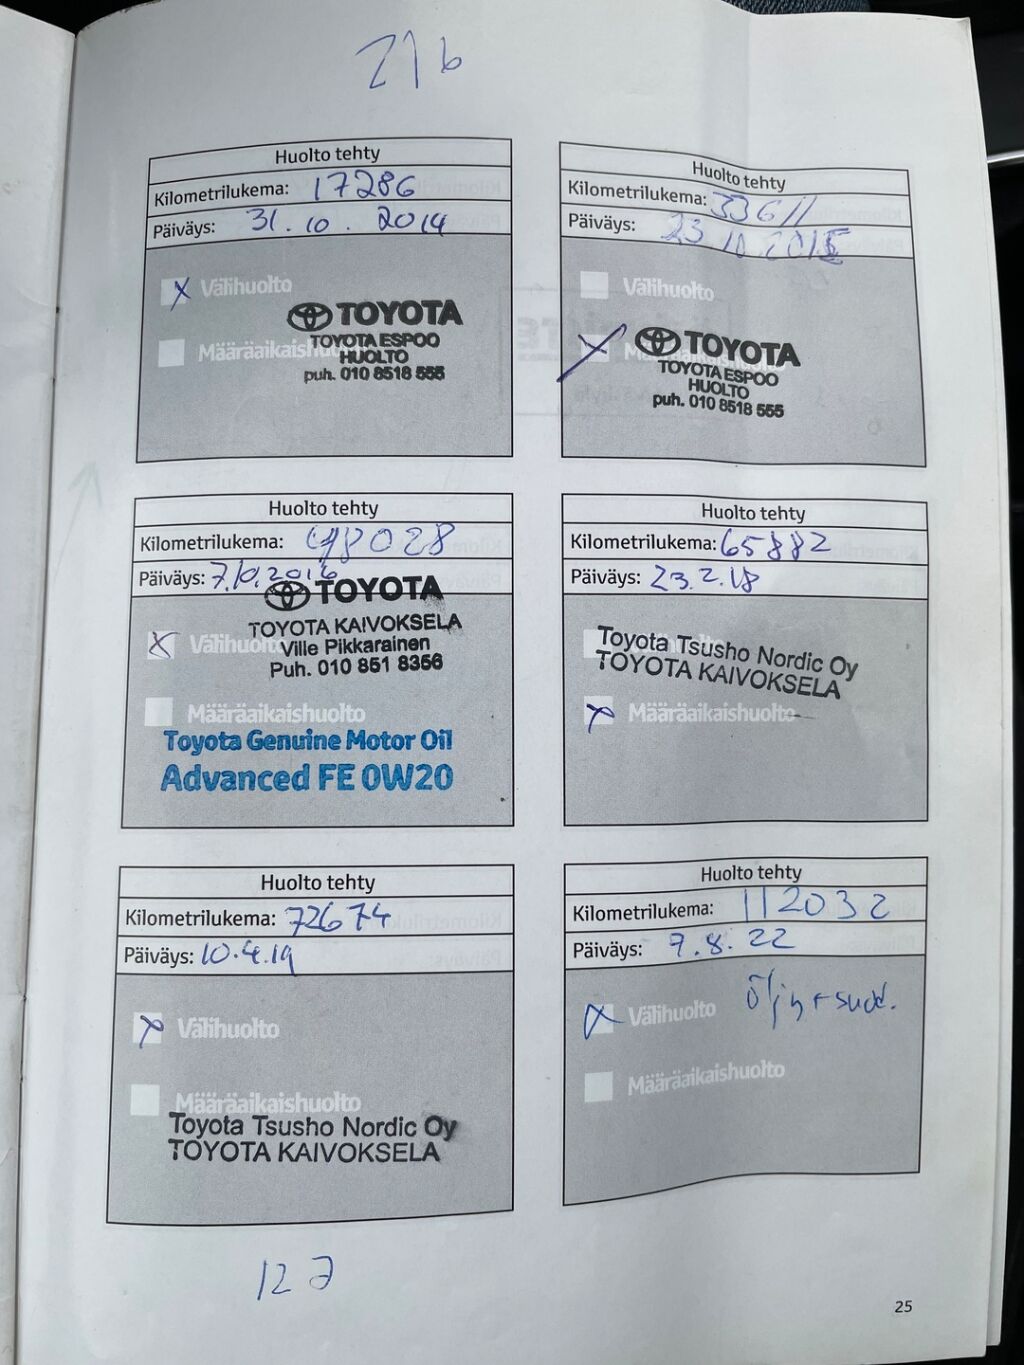 216
Huolto tehty
Kilometrilukema: 17286
Päiväys: 31.10.2014
x Välihuolto
Määräaikaishuolto
TOYOTA
TOYOTA ESPOO
HUOLTO
puh. 010 8518 555
Huolto tehty
Kilometrilukema: 33611
Päiväys: 23.10.2015
Välihuolto
x
TOYOTA
TOYOTA ESPOO
HUOLTO
puh. 010 8518 555
Huolto tehty
Kilometrilukema: 48028
Päiväys: 7.10.2016
TOYOTA
TOYOTA KAIVOKSELA
x Välihuolto
Ville Pikkarainen
Puh. 010 851 8356
Määräaikaishuolto
Toyota Genuine Motor Oil
Advanced FE 0W20
Huolto tehty
Kilometrilukema: 65882
Päiväys: 23.2.18
Toyota Tsusho Nordic Oy
TOYOTA KAIVOKSELA
x Määräaikaishuolto
Huolto tehty
Kilometrilukema: 72674
Päiväys: 10.4.19
x Välihuolto
Määräaikaishuolto
Toyota Tsusho Nordic Oy
TOYOTA KAIVOKSELA
Huolto tehty
Kilometrilukema: 112032
Päiväys: 9.8.22
x Välihuolto Öljy + suod.
Määräaikaishuolto
25